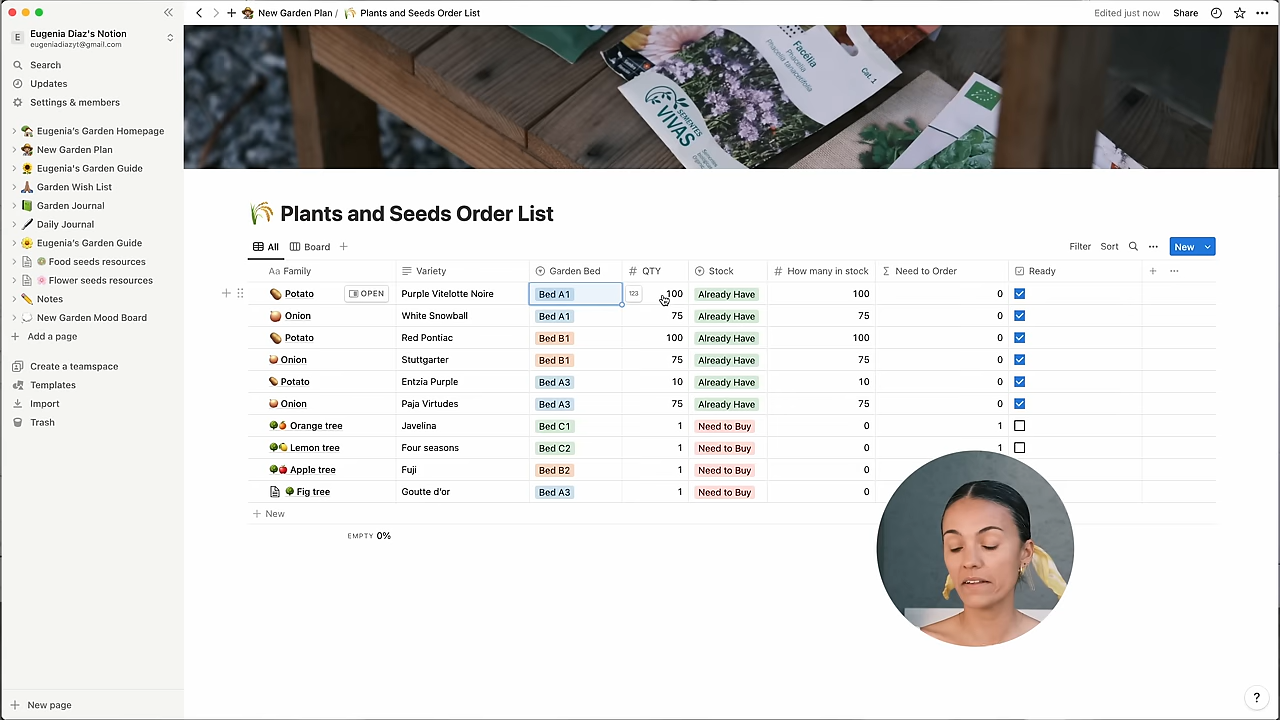 New Garden Plan / Plants and Seeds Order List
Edited just now Share
E Eugenia Diaz's Notion
eugeniadiazyt@gmail.com
Search
Updates
Settings & members
Eugenia's Garden Homepage
New Garden Plan
Eugenia's Garden Guide
Garden Wish List
Garden Journal
Daily Journal
Eugenia's Garden Guide
Food seeds resources
Flower seeds resources
Notes
New Garden Mood Board
Add a page
Create a teamspace
Templates
Import
Trash
New page
Facélia
Phacelia tanacetifolia
Cat. 1
SEMENTES
VIVAS
Plants and Seeds Order List
All Board
Filter Sort New
Aa Family Variety Garden Bed # QTY Stock # How many in stock Σ Need to Order Ready
Potato OPEN Purple Vitelotte Noire Bed A1 123 100 Already Have 100 0
Onion White Snowball Bed A1 75 Already Have 75 0
Potato Red Pontiac Bed B1 100 Already Have 100 0
Onion Stuttgarter Bed B1 75 Already Have 75 0
Potato Entzia Purple Bed A3 10 Already Have 10 0
Onion Paja Virtudes Bed A3 75 Already Have 75 0
Orange tree Javelina Bed C1 1 Need to Buy 0 1
Lemon tree Four seasons Bed C2 1 Need to Buy 0 1
Apple tree Fuji Bed B2 1 Need to Buy 0
Fig tree Goutte d'or Bed A3 1 Need to Buy 0
New
EMPTY 0%
?